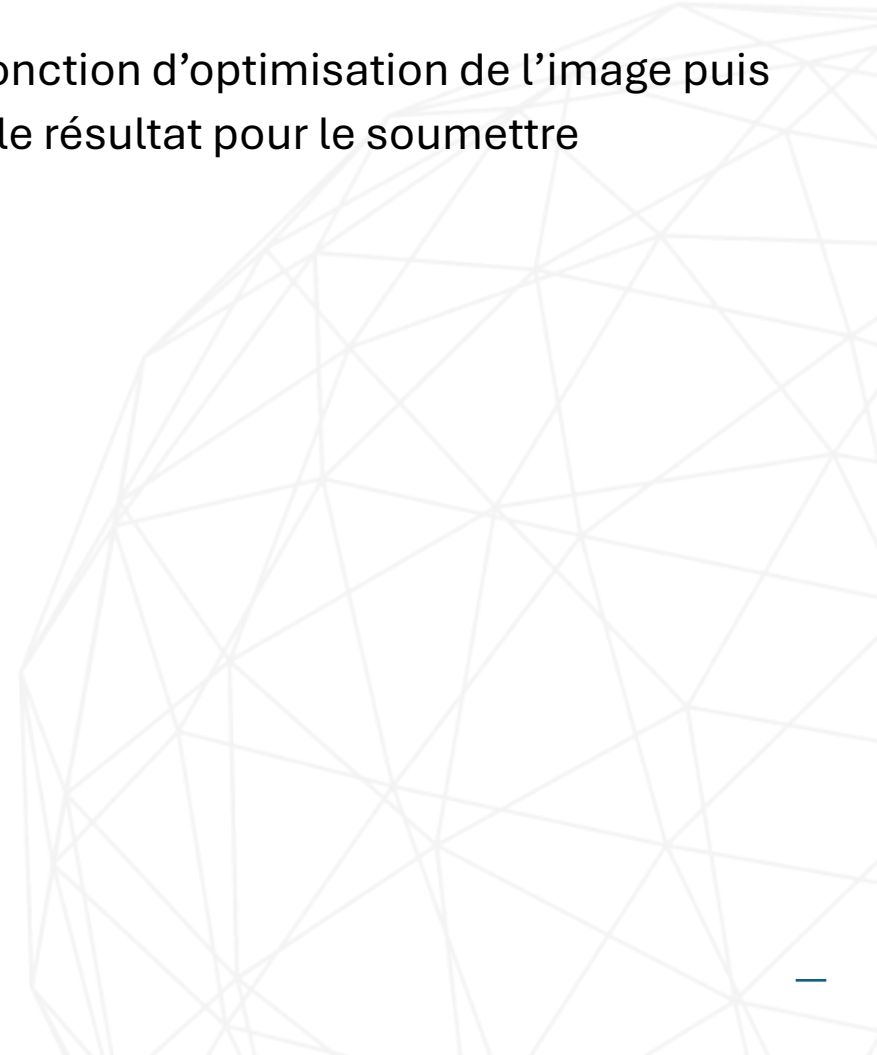 onction d’optimisation de l’image puis
le résultat pour le soumettre